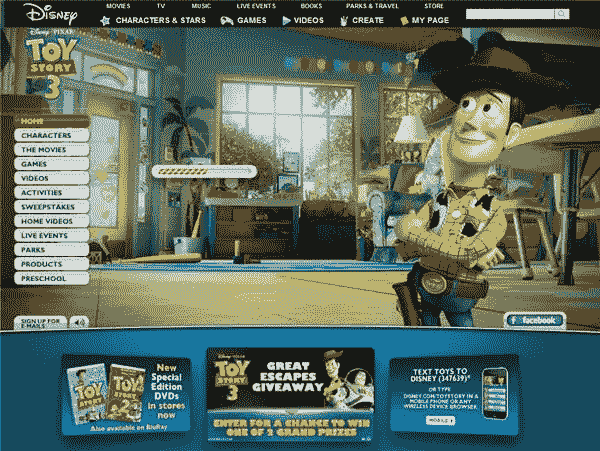 Disney
MOVIES TV MUSIC LIVE EVENTS BOOKS PARKS & TRAVEL STORE
CHARACTERS & STARS GAMES VIDEOS CREATE MY PAGE
Disney PIXAR
TOY
STORY
3
HOME
CHARACTERS
THE MOVIES
GAMES
VIDEOS
ACTIVITIES
SWEEPSTAKES
HOME VIDEOS
LIVE EVENTS
PARKS
PRODUCTS
PRESCHOOL
SIGN UP FOR
E-MAILS
facebook
TOY
STORY
TOY
STORY
2
New
Special
Edition
DVDs
in stores
now
Also available on BluRay
Disney PIXAR
TOY
STORY
3
GREAT
ESCAPES
GIVEAWAY
ENTER FOR A CHANCE TO WIN
ONE OF 2 GRAND PRIZES
TEXT TOYS TO
DISNEY (347639)*
OR TYPE
DISNEY.COM/TOYSTORY IN A
MOBILE PHONE OR ANY
WIRELESS DEVICE BROWSER.
MOBILE